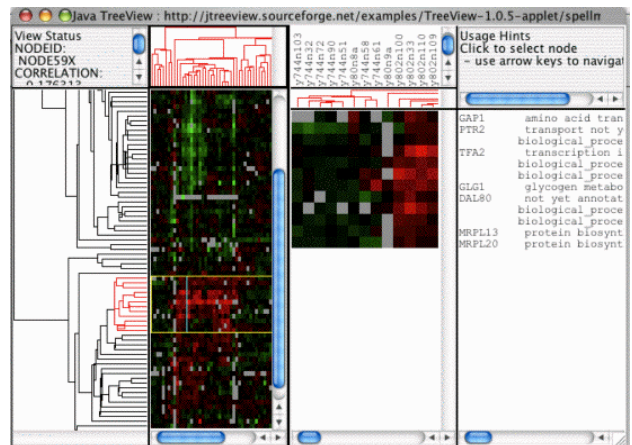 Java TreeView : http://jtreeview.sourceforge.net/examples/TreeView-1.0.5-applet/spellm
View Status
NODEID:
NODE59X
CORRELATION:
y744n103
y744n32
y744n72
y744n90
y744n51
y80n8a
y744n58
y744n61
y80n9a
y802n100
y802n33
y802n110
y802n109
Usage Hints
Click to select node
- use arrow keys to navigat
GAP1 amino acid tran
PTR2 transport not y
biological_proce
TFA2 transcription i
biological_proce
biological_proce
GLG1 glycogen metabo
DAL80 not yet annotat
biological_proce
biological_proce
MRPL13 protein biosynt
MRPL20 protein biosynt